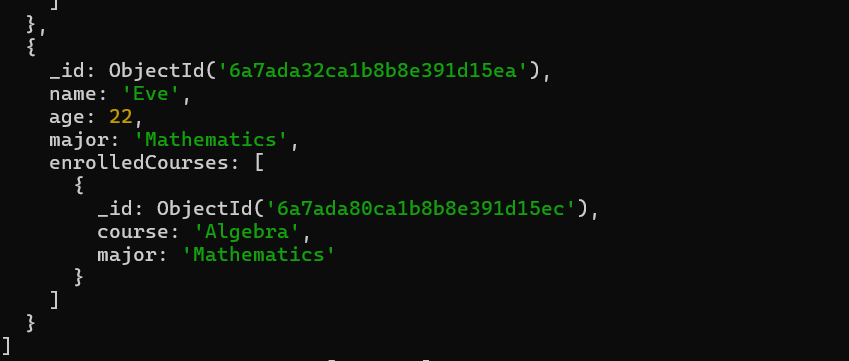 ]
},
{
_id: ObjectId('6a7ada32ca1b8b8e391d15ea'),
name: 'Eve',
age: 22,
major: 'Mathematics',
enrolledCourses: [
{
_id: ObjectId('6a7ada80ca1b8b8e391d15ec'),
course: 'Algebra',
major: 'Mathematics'
}
]
}
]